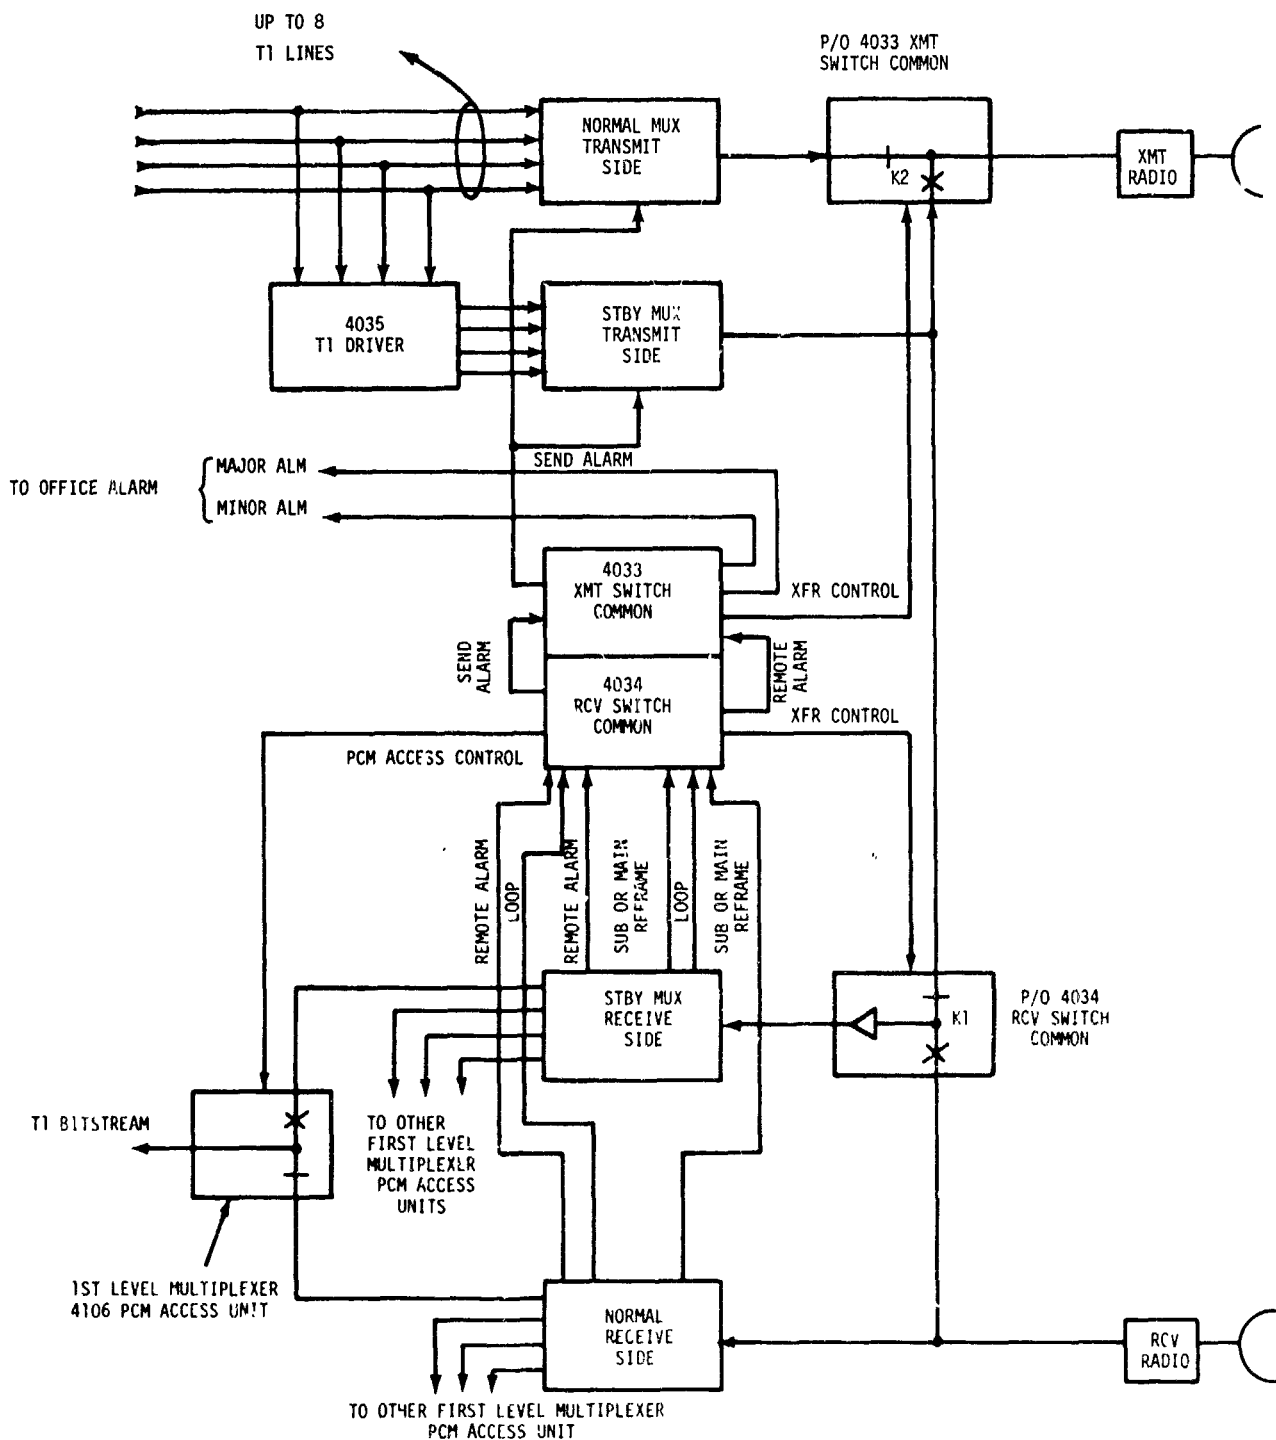 UP TO 8
T1 LINES
P/O 4033 XMT
SWITCH COMMON
NORMAL MUX
TRANSMIT
SIDE
K2
XMT
RADIO
4035
T1 DRIVER
STBY MUX
TRANSMIT
SIDE
SEND ALARM
TO OFFICE ALARM
MAJOR ALM
MINOR ALM
4033
XMT SWITCH
COMMON
XFR CONTROL
SEND
ALARM
REMOTE
ALARM
4034
RCV SWITCH
COMMON
XFR CONTROL
PCM ACCESS CONTROL
REMOTE ALARM
LOOP
REMOTE ALARM
SUB OR MAIN
REFRAME
LOOP
SUB OR MAIN
REFRAME
STBY MUX
RECEIVE
SIDE
K1
P/O 4034
RCV SWITCH
COMMON
T1 BITSTREAM
TO OTHER
FIRST LEVEL
MULTIPLEXER
PCM ACCESS
UNITS
1ST LEVEL MULTIPLEXER
4106 PCM ACCESS UNIT
NORMAL
RECEIVE
SIDE
RCV
RADIO
TO OTHER FIRST LEVEL MULTIPLEXER
PCM ACCESS UNIT